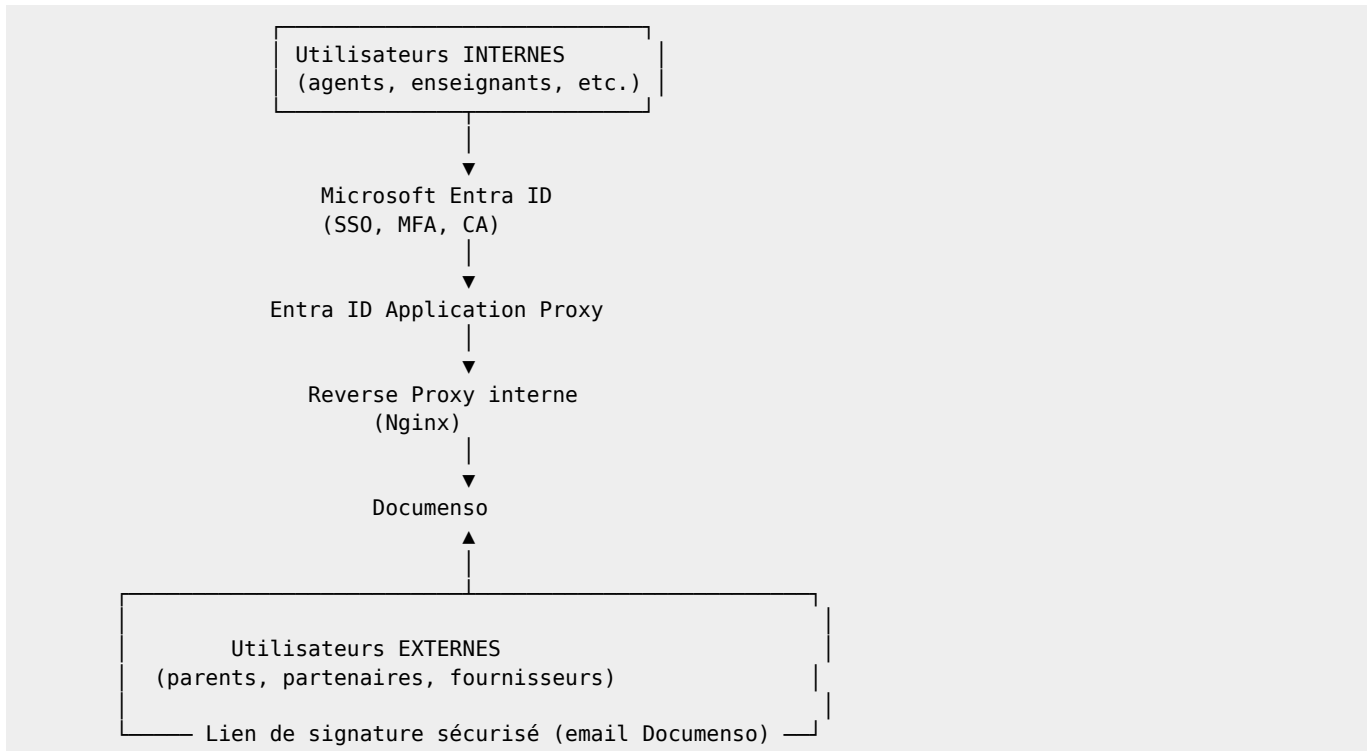 Utilisateurs INTERNES
(agents, enseignants, etc.)
Microsoft Entra ID
(SSO, MFA, CA)
Entra ID Application Proxy
Reverse Proxy interne
(Nginx)
Documenso
Utilisateurs EXTERNES
(parents, partenaires, fournisseurs)
Lien de signature sécurisé (email Documenso)